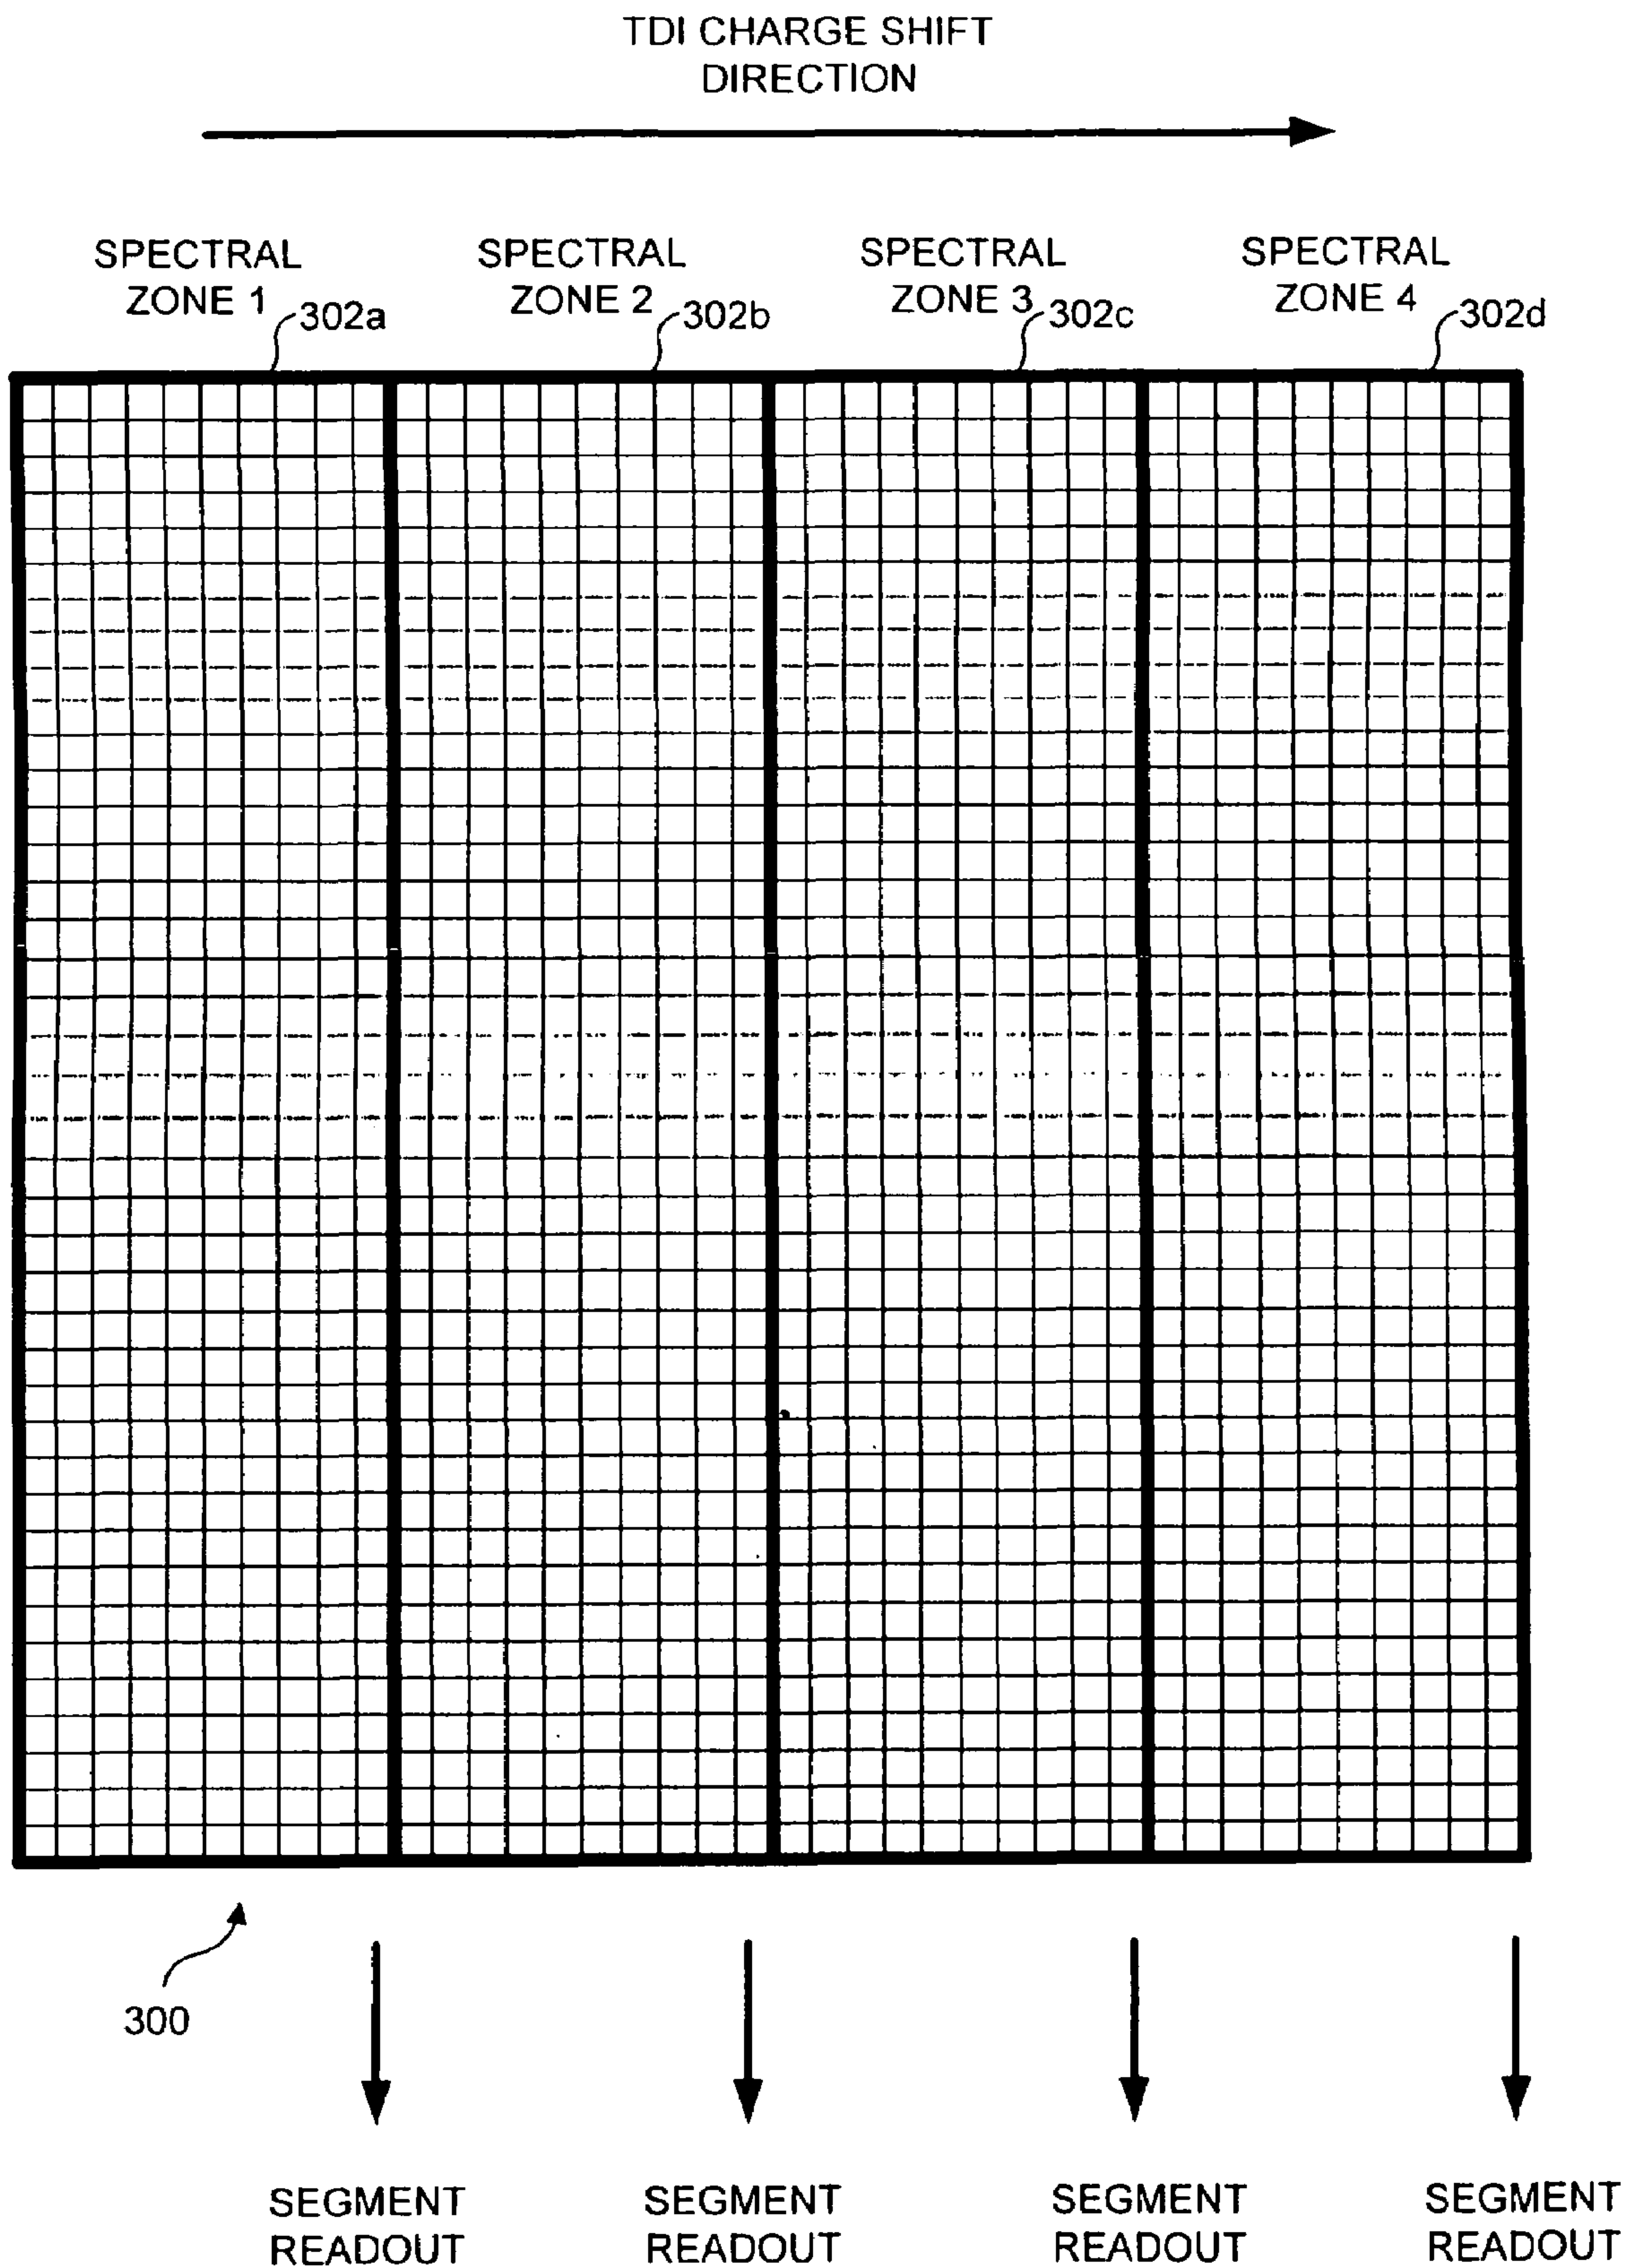 TDI CHARGE SHIFT
DIRECTION
SPECTRAL
ZONE 1
302a
SPECTRAL
ZONE 2
302b
SPECTRAL
ZONE 3
302c
SPECTRAL
ZONE 4
302d
300
SEGMENT
READOUT
SEGMENT
READOUT
SEGMENT
READOUT
SEGMENT
READOUT